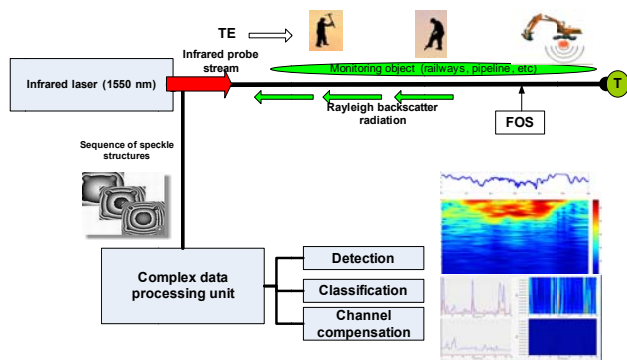 TE
Infrared probe
stream
Infrared laser (1550 nm)
Monitoring object (railways, pipeline, etc)
T
Rayleigh backscatter
radiation
FOS
Sequence of speckle
structures
Complex data
processing unit
Detection
Classification
Channel
compensation